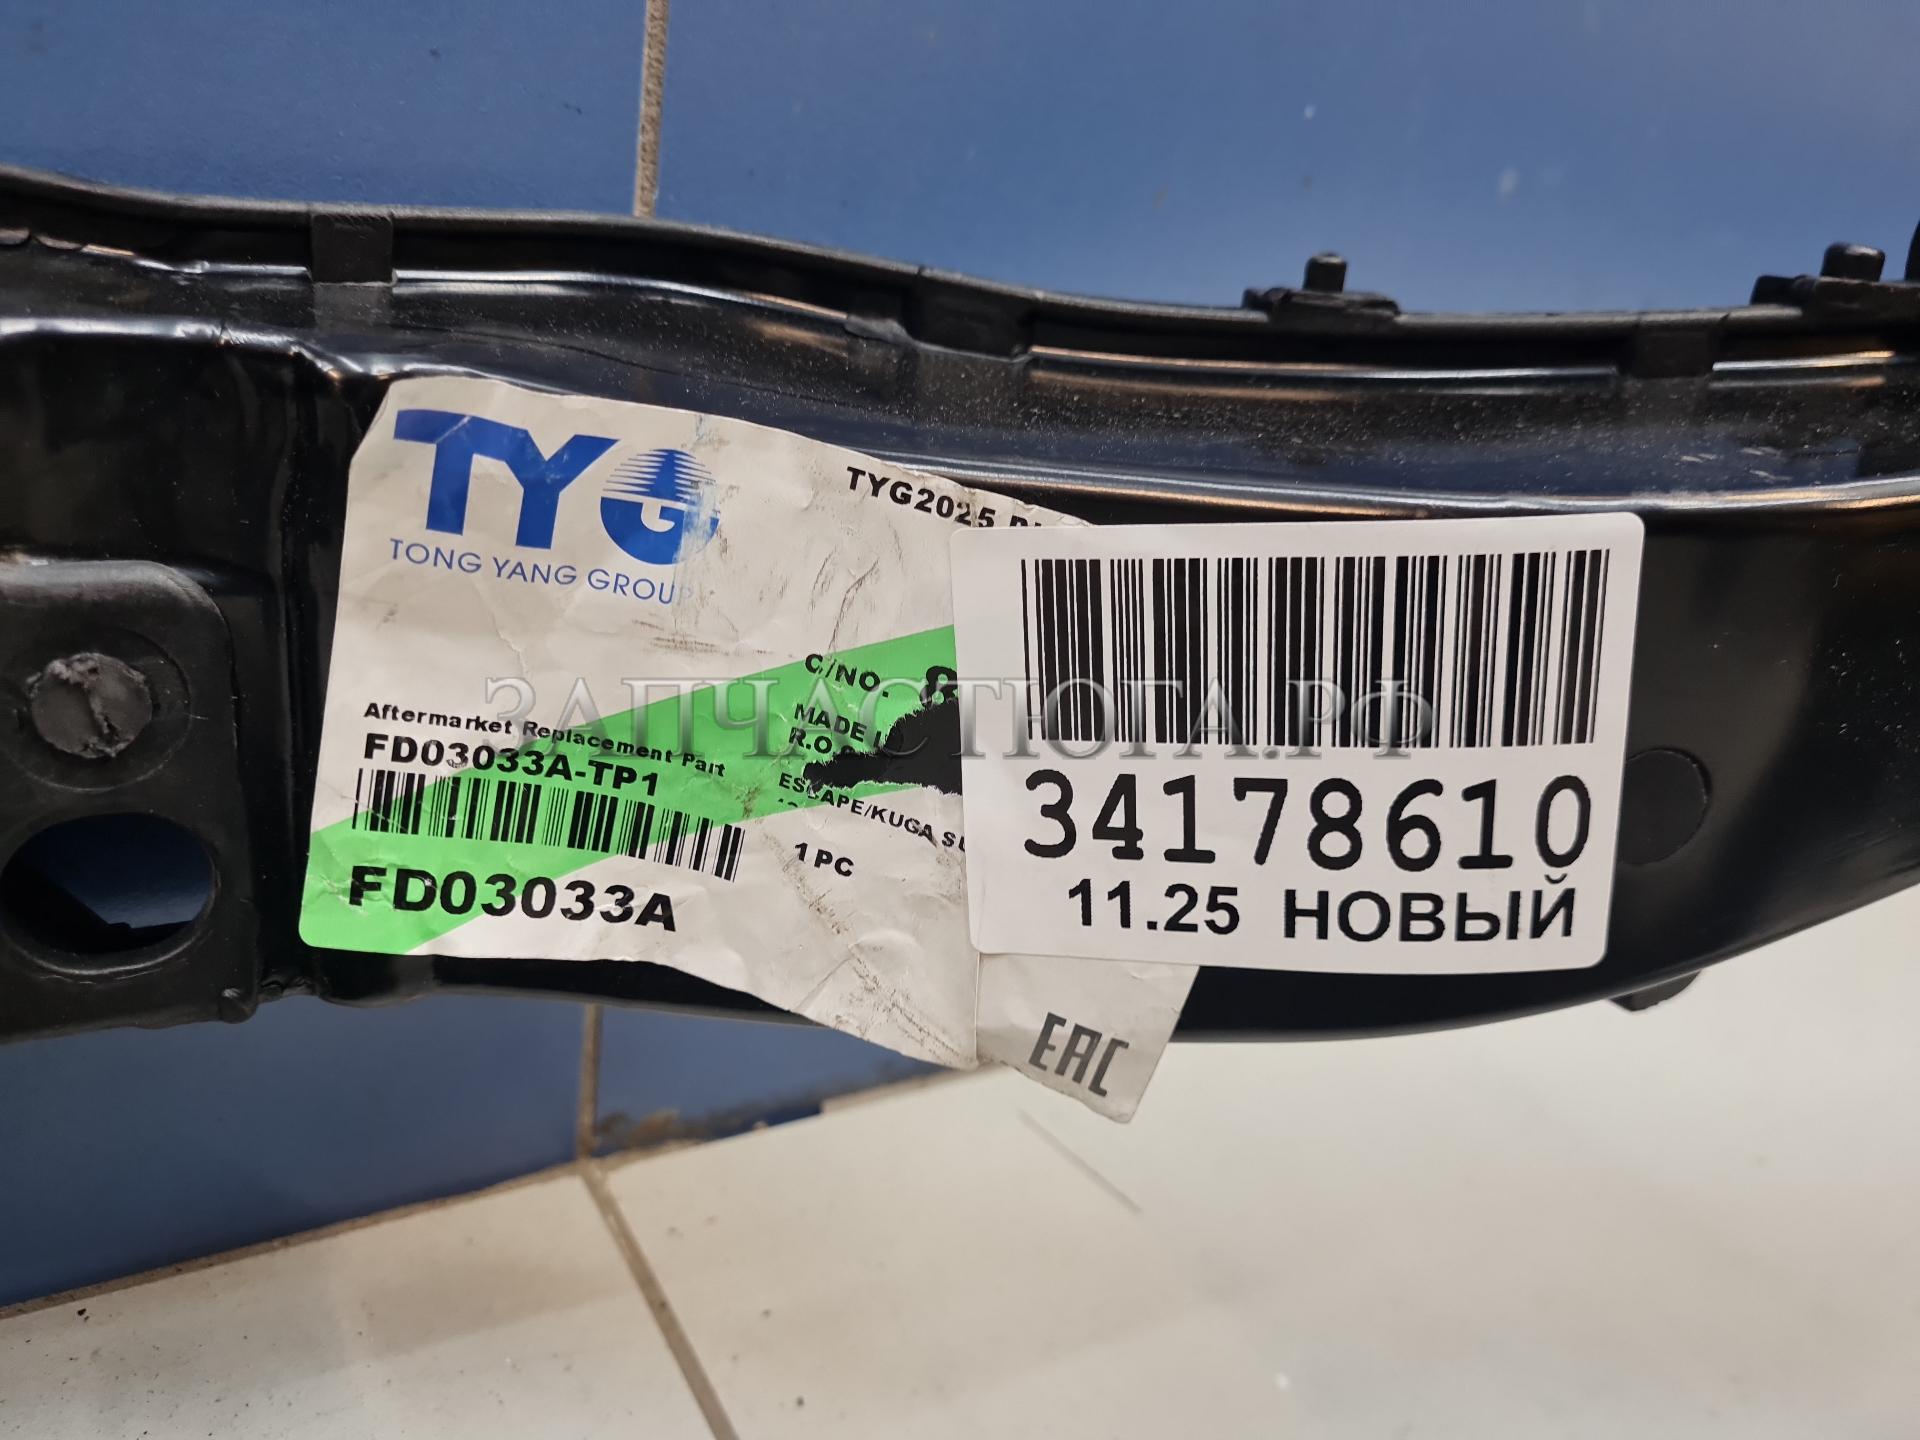 TYG
TONG YANG GROUP
TYG2025
C/NO. 8
MADE
R.O.
Aftermarket Replacement Part
FD03033A-TP1
ESCAPE/KUGA
1PC
FD03033A
34178610
11.25 НОВЫЙ
EAC
ЗАПЧАСТЮГА.РФ